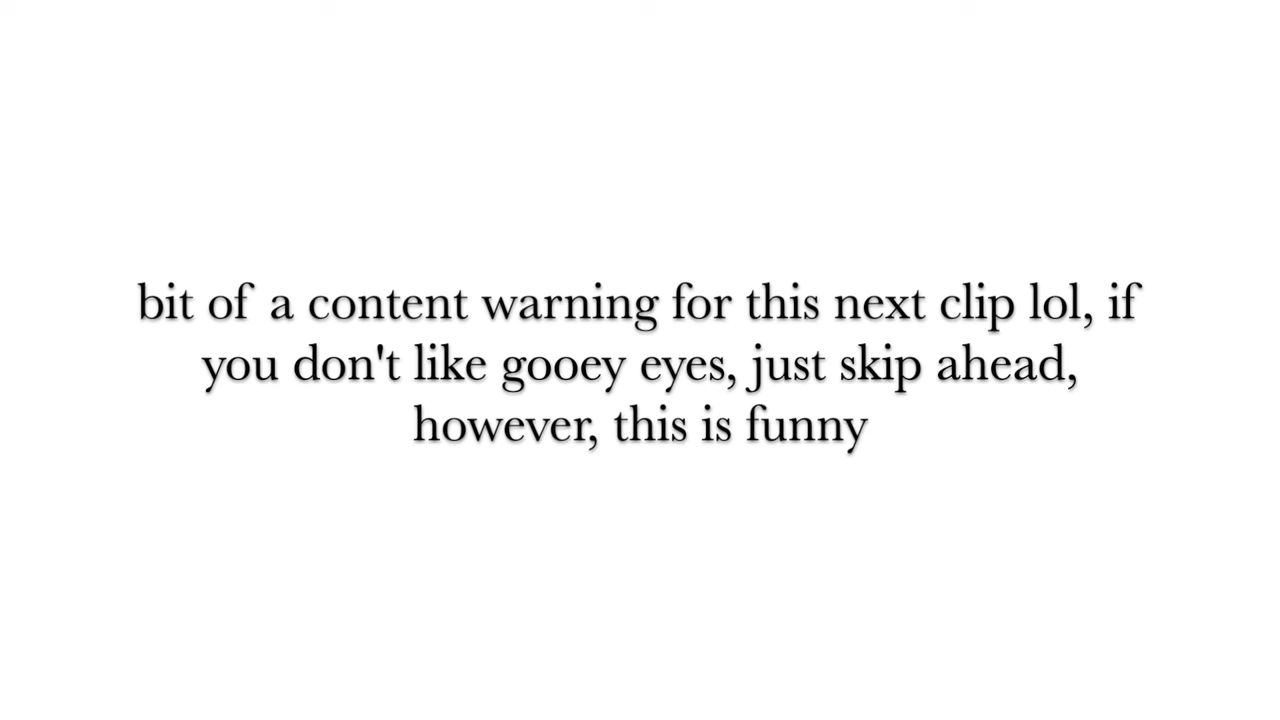 bit of a content warning for this next clip lol, if
you don't like gooey eyes, just skip ahead,
however, this is funny